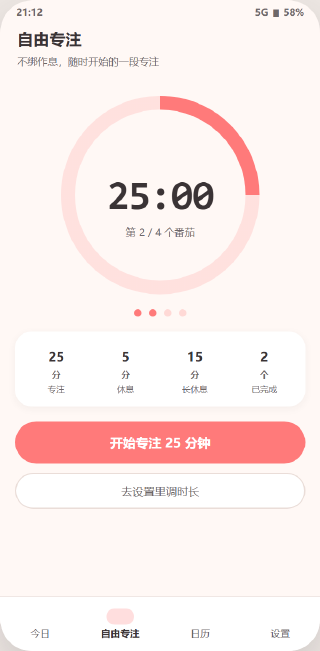 21:12
5G 58%
自由专注
不绑作息，随时开始的一段专注
25:00
第 2 / 4 个番茄
25 5 15 2
分 分 分 个
专注 休息 长休息 已完成
开始专注 25 分钟
去设置里调时长
今日 自由专注 日历 设置